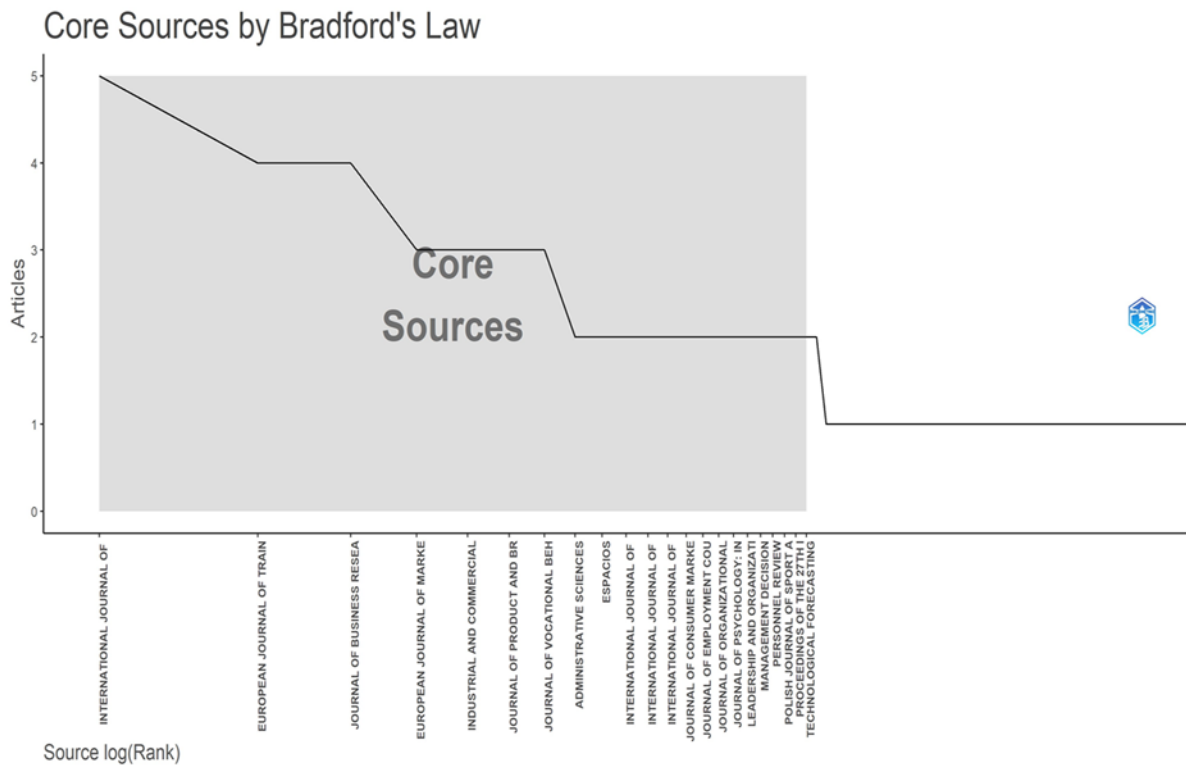 Core Sources by Bradford's Law
5
4
3
2
1
0
Articles
Core
Sources
INTERNATIONAL JOURNAL OF
EUROPEAN JOURNAL OF TRAIN
JOURNAL OF BUSINESS RESEA
EUROPEAN JOURNAL OF MARKE
INDUSTRIAL AND COMMERCIAL
JOURNAL OF PRODUCT AND BR
JOURNAL OF VOCATIONAL BEH
ADMINISTRATIVE SCIENCES
ESPACIOS
INTERNATIONAL JOURNAL OF
INTERNATIONAL JOURNAL OF
INTERNATIONAL JOURNAL OF
JOURNAL OF CONSUMER MARKE
JOURNAL OF EMPLOYMENT COU
JOURNAL OF ORGANIZATIONAL
JOURNAL OF PSYCHOLOGY: IN
LEADERSHIP AND ORGANIZATI
MANAGEMENT DECISION
PERSONNEL REVIEW
POLISH JOURNAL OF SPORT A
PROCEEDINGS OF THE 27TH I
TECHNOLOGICAL FORECASTING
Source log(Rank)